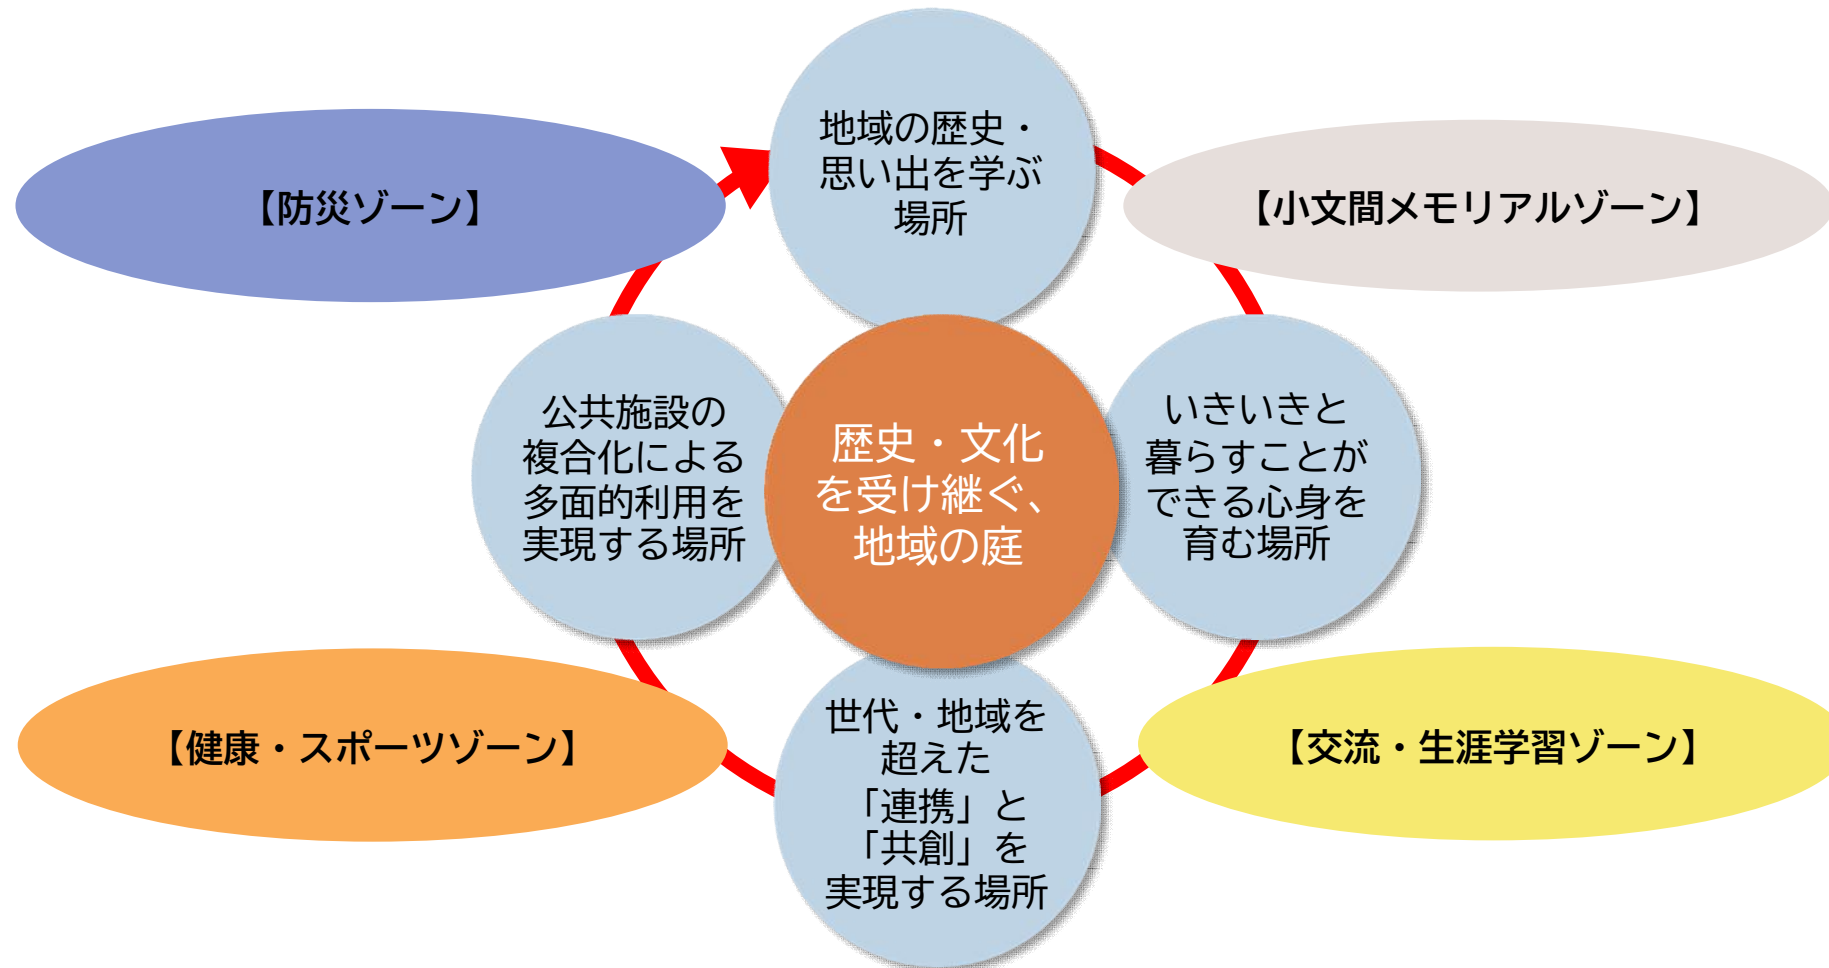 地域の歴史・
思い出を学ぶ
場所
【防災ゾーン】
【小文間メモリアルゾーン】
公共施設の
複合化による
多面的利用を
実現する場所
歴史・文化
を受け継ぐ、
地域の庭
いきいきと
暮らすことが
できる心身を
育む場所
【健康・スポーツゾーン】
世代・地域を
超えた
「連携」と
「共創」を
実現する場所
【交流・生涯学習ゾーン】